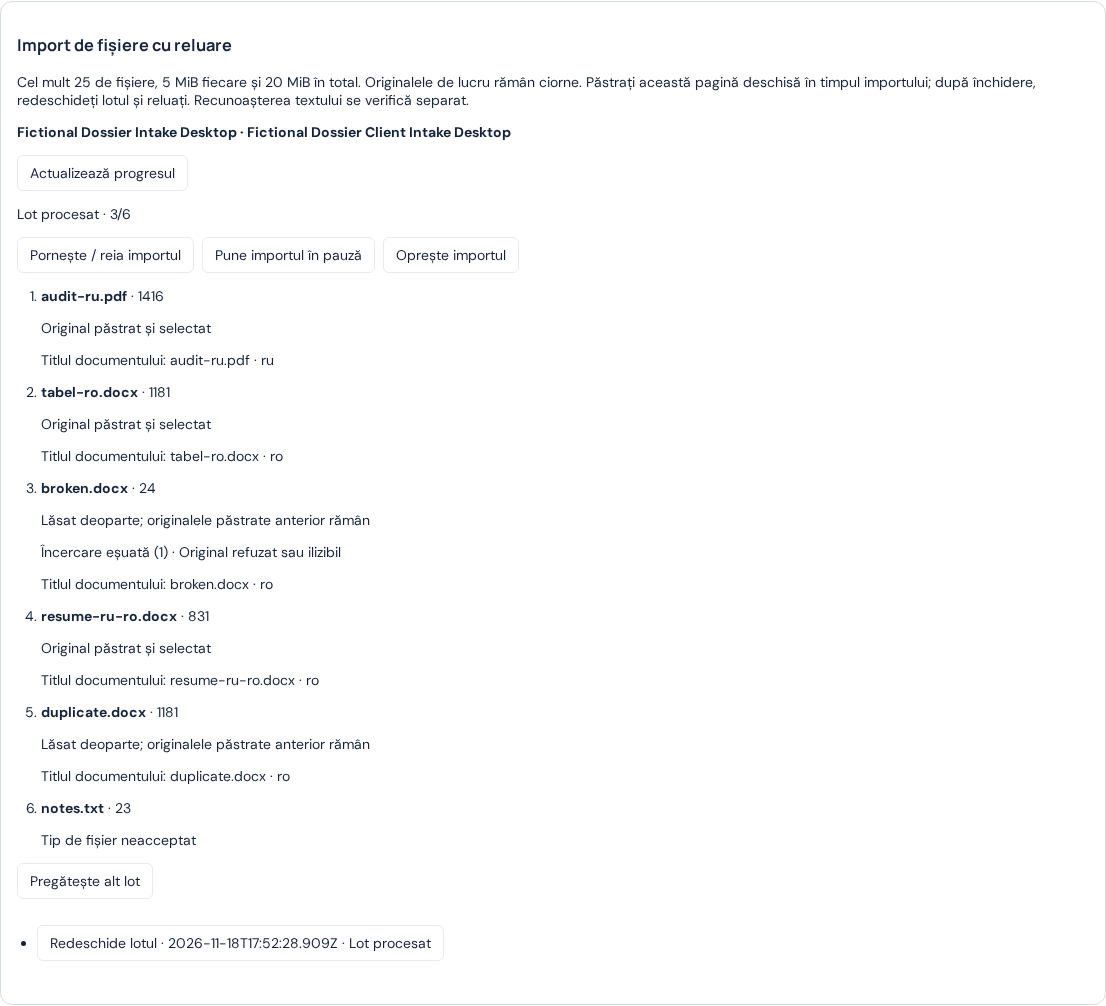 Import de fișiere cu reluare
Cel mult 25 de fișiere, 5 MiB fiecare și 20 MiB în total. Originalele de lucru rămân ciorne. Păstrați această pagină deschisă în timpul importului; după închidere,
redeschideți lotul și reluați. Recunoașterea textului se verifică separat.
Fictional Dossier Intake Desktop · Fictional Dossier Client Intake Desktop
Actualizează progresul
Lot procesat · 3/6
Pornește / reia importul Pune importul în pauză Oprește importul
1. audit-ru.pdf · 1416
Original păstrat și selectat
Titlul documentului: audit-ru.pdf · ru
2. tabel-ro.docx · 1181
Original păstrat și selectat
Titlul documentului: tabel-ro.docx · ro
3. broken.docx · 24
Lăsat deoparte; originalele păstrate anterior rămân
Încercare eșuată (1) · Original refuzat sau ilizibil
Titlul documentului: broken.docx · ro
4. resume-ru-ro.docx · 831
Original păstrat și selectat
Titlul documentului: resume-ru-ro.docx · ro
5. duplicate.docx · 1181
Lăsat deoparte; originalele păstrate anterior rămân
Titlul documentului: duplicate.docx · ro
6. notes.txt · 23
Tip de fișier neacceptat
Pregătește alt lot
• Redeschide lotul · 2026-11-18T17:52:28.909Z · Lot procesat